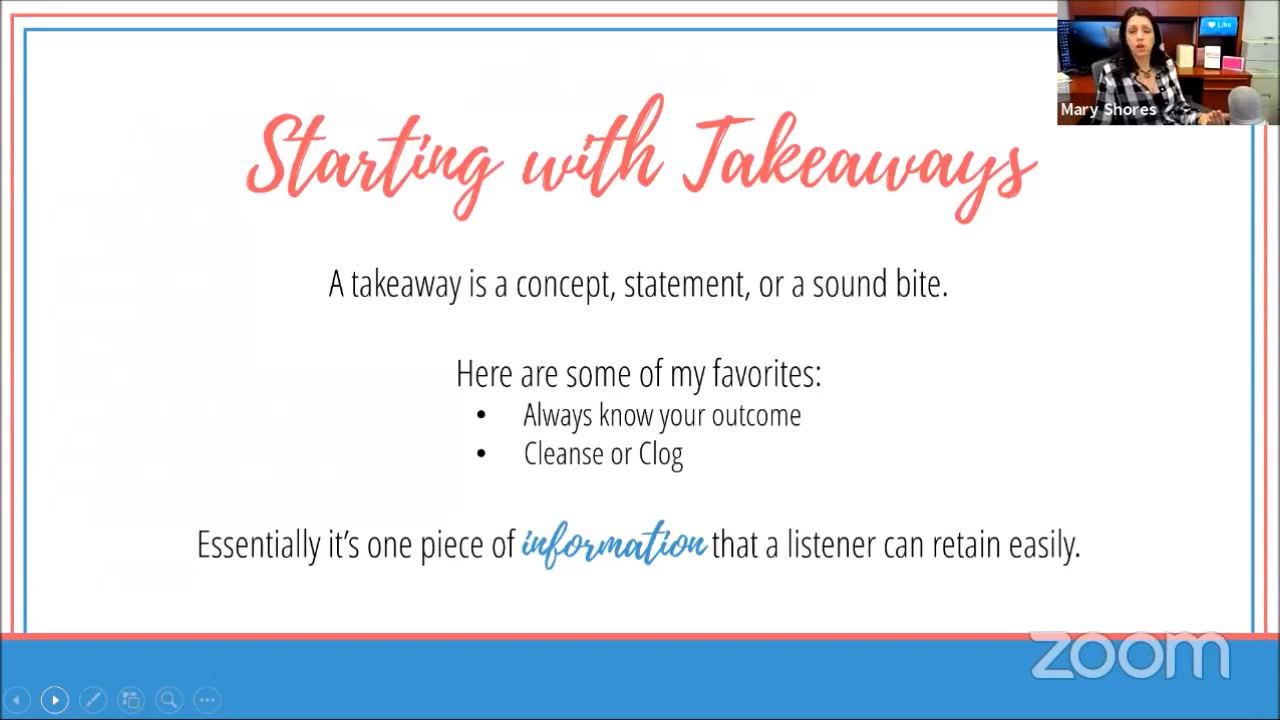 Like
Mary Shores
Starting with Takeaways
A takeaway is a concept, statement, or a sound bite.
Here are some of my favorites:
• Always know your outcome
• Cleanse or Clog
Essentially it's one piece of information that a listener can retain easily.
zoom